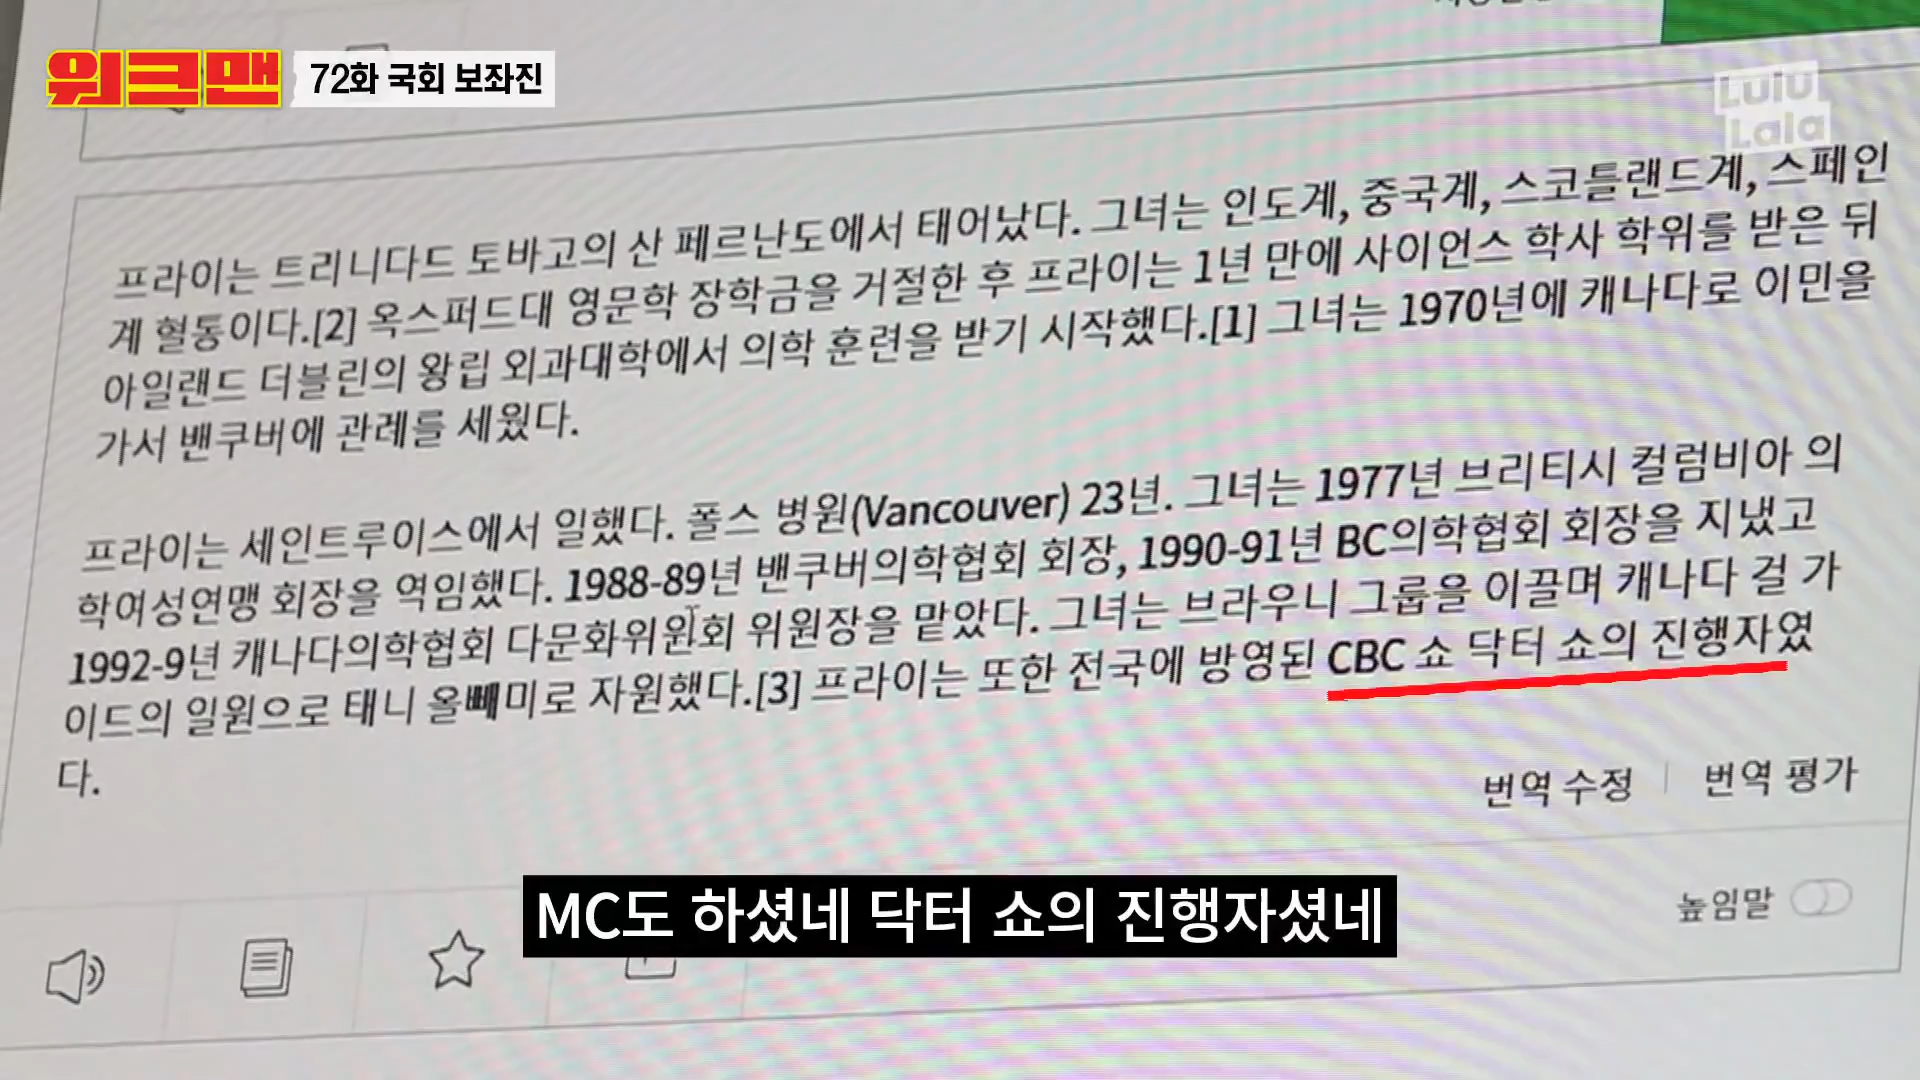 워크맨
72화 국회 보좌진
Lulu
Lala
프라이는 트리니다드 토바고의 산 페르난도에서 태어났다. 그녀는 인도계, 중국계, 스코틀랜드계, 스페인
계 혈통이다.[2] 옥스퍼드대 영문학 장학금을 거절한 후 프라이는 1년 만에 사이언스 학사 학위를 받은 뒤
아일랜드 더블린의 왕립 외과대학에서 의학 훈련을 받기 시작했다.[1] 그녀는 1970년에 캐나다로 이민을
가서 밴쿠버에 관례를 세웠다.
프라이는 세인트루이스에서 일했다. 폴스 병원(Vancouver) 23년. 그녀는 1977년 브리티시 컬럼비아 의
학여성연맹 회장을 역임했다. 1988-89년 밴쿠버의학협회 회장, 1990-91년 BC의학협회 회장을 지냈고
1992-9년 캐나다의학협회 다문화위원회 위원장을 맡았다. 그녀는 브라우니 그룹을 이끌며 캐나다 걸 가
이드의 일원으로 태니 올빼미로 자원했다.[3] 프라이는 또한 전국에 방영된 CBC 쇼 닥터 쇼의 진행자였
다.
번역 수정
번역 평가
높임말
MC도 하셨네 닥터 쇼의 진행자셨네